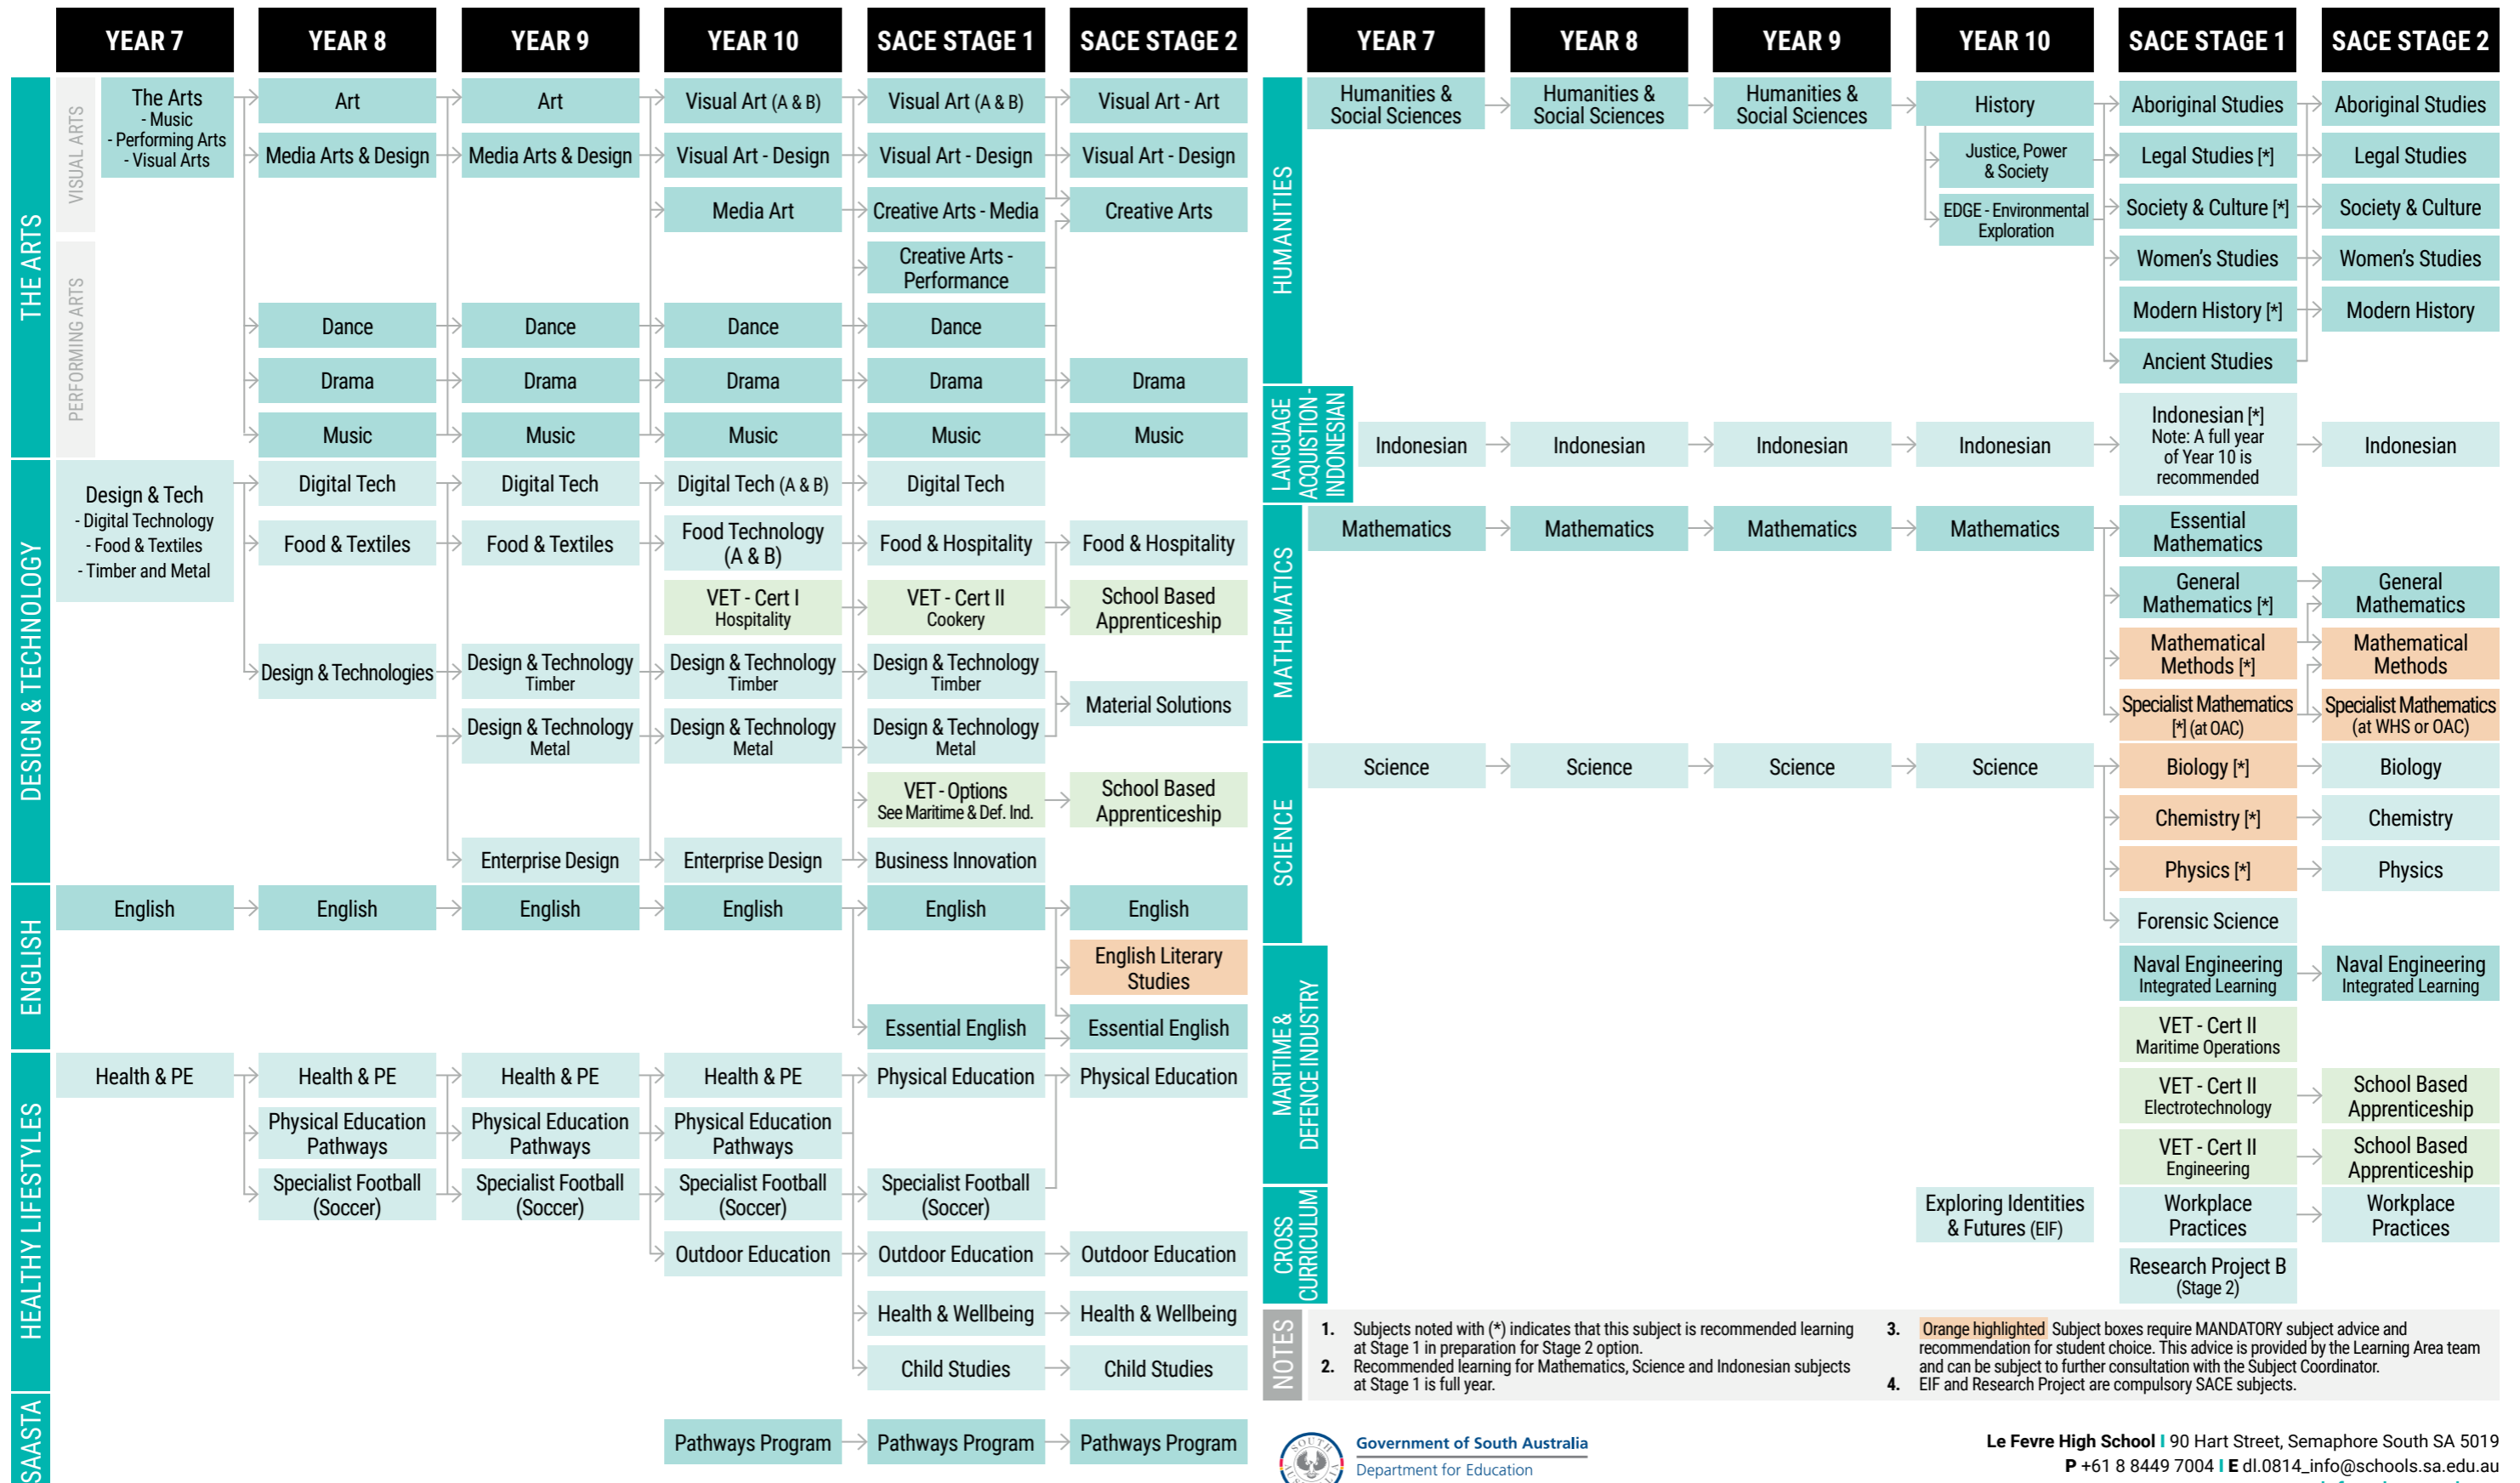 YEAR 7
YEAR 8
YEAR 9
YEAR 10
SACE STAGE 1
SACE STAGE 2
THE ARTS
VISUAL ARTS
The Arts
- Music
- Performing Arts
- Visual Arts
Art
Art
Visual Art (A & B)
Visual Art (A & B)
Visual Art - Art
Media Arts & Design
Media Arts & Design
Visual Art - Design
Visual Art - Design
Visual Art - Design
Media Art
Creative Arts - Media
Creative Arts
PERFORMING ARTS
Creative Arts -
Performance
Dance
Dance
Dance
Dance
Drama
Drama
Drama
Drama
Drama
Music
Music
Music
Music
Music
DESIGN & TECHNOLOGY
Design & Tech
- Digital Technology
- Food & Textiles
- Timber and Metal
Digital Tech
Digital Tech
Digital Tech (A & B)
Digital Tech
Food & Textiles
Food & Textiles
Food Technology
(A & B)
Food & Hospitality
Food & Hospitality
VET - Cert I
Hospitality
VET - Cert II
Cookery
School Based
Apprenticeship
Design & Technologies
Design & Technology
Timber
Design & Technology
Timber
Design & Technology
Timber
Material Solutions
Design & Technology
Metal
Design & Technology
Metal
Design & Technology
Metal
VET - Options
See Maritime & Def. Ind.
School Based
Apprenticeship
Enterprise Design
Enterprise Design
Business Innovation
ENGLISH
English
English
English
English
English
English
English Literary
Studies
Essential English
Essential English
HEALTHY LIFESTYLES
Health & PE
Health & PE
Health & PE
Health & PE
Physical Education
Physical Education
Physical Education
Pathways
Physical Education
Pathways
Physical Education
Pathways
Specialist Football
(Soccer)
Specialist Football
(Soccer)
Specialist Football
(Soccer)
Specialist Football
(Soccer)
Outdoor Education
Outdoor Education
Outdoor Education
Health & Wellbeing
Health & Wellbeing
Child Studies
Child Studies
SAASTA
Pathways Program
Pathways Program
Pathways Program
YEAR 7
YEAR 8
YEAR 9
YEAR 10
SACE STAGE 1
SACE STAGE 2
HUMANITIES
Humanities &
Social Sciences
Humanities &
Social Sciences
Humanities &
Social Sciences
History
Aboriginal Studies
Aboriginal Studies
Justice, Power
& Society
Legal Studies [*]
Legal Studies
EDGE - Environmental
Exploration
Society & Culture [*]
Society & Culture
Women's Studies
Women's Studies
Modern History [*]
Modern History
Ancient Studies
LANGUAGE
ACQUISTION -
INDONESIAN
Indonesian
Indonesian
Indonesian
Indonesian
Indonesian [*]
Note: A full year
of Year 10 is
recommended
Indonesian
MATHEMATICS
Mathematics
Mathematics
Mathematics
Mathematics
Essential
Mathematics
General
Mathematics [*]
General
Mathematics
Mathematical
Methods [*]
Mathematical
Methods
Specialist Mathematics
[*] (at OAC)
Specialist Mathematics
(at WHS or OAC)
SCIENCE
Science
Science
Science
Science
Biology [*]
Biology
Chemistry [*]
Chemistry
Physics [*]
Physics
Forensic Science
MARITIME &
DEFENCE INDUSTRY
Naval Engineering
Integrated Learning
Naval Engineering
Integrated Learning
VET - Cert II
Maritime Operations
VET - Cert II
Electrotechnology
School Based
Apprenticeship
VET - Cert II
Engineering
School Based
Apprenticeship
CROSS
CURRICULUM
Exploring Identities
& Futures (EIF)
Workplace
Practices
Workplace
Practices
Research Project B
(Stage 2)
NOTES
1. Subjects noted with (*) indicates that this subject is recommended learning
at Stage 1 in preparation for Stage 2 option.
2. Recommended learning for Mathematics, Science and Indonesian subjects
at Stage 1 is full year.
3. Orange highlighted Subject boxes require MANDATORY subject advice and
recommendation for student choice. This advice is provided by the Learning Area team
and can be subject to further consultation with the Subject Coordinator.
4. EIF and Research Project are compulsory SACE subjects.
Government of South Australia
Department for Education
Le Fevre High School I 90 Hart Street, Semaphore South SA 5019
P +61 8 8449 7004 I E dl.0814_info@schools.sa.edu.au